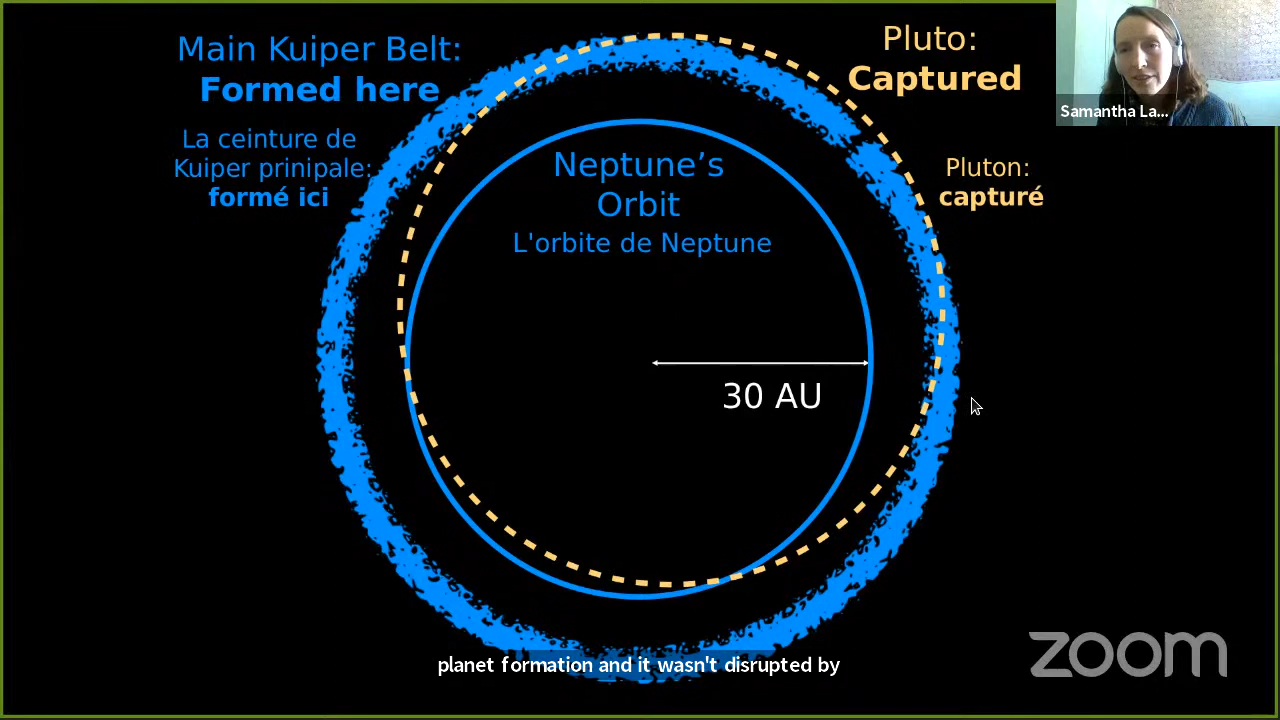 Main Kuiper Belt:
Formed here
La ceinture de
Kuiper prinipale:
formé ici
Neptune’s
Orbit
L'orbite de Neptune
30 AU
Pluto:
Captured
Pluton:
capturé
Samantha La...
planet formation and it wasn't disrupted by
zoom